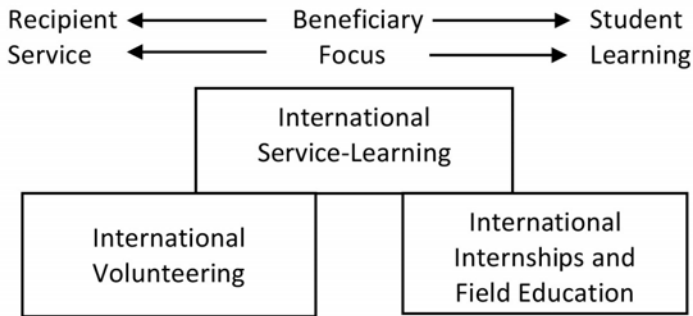 Recipient Beneficiary Student
Service Focus Learning
International
Service-Learning
International
Volunteering
International
Internships and
Field Education